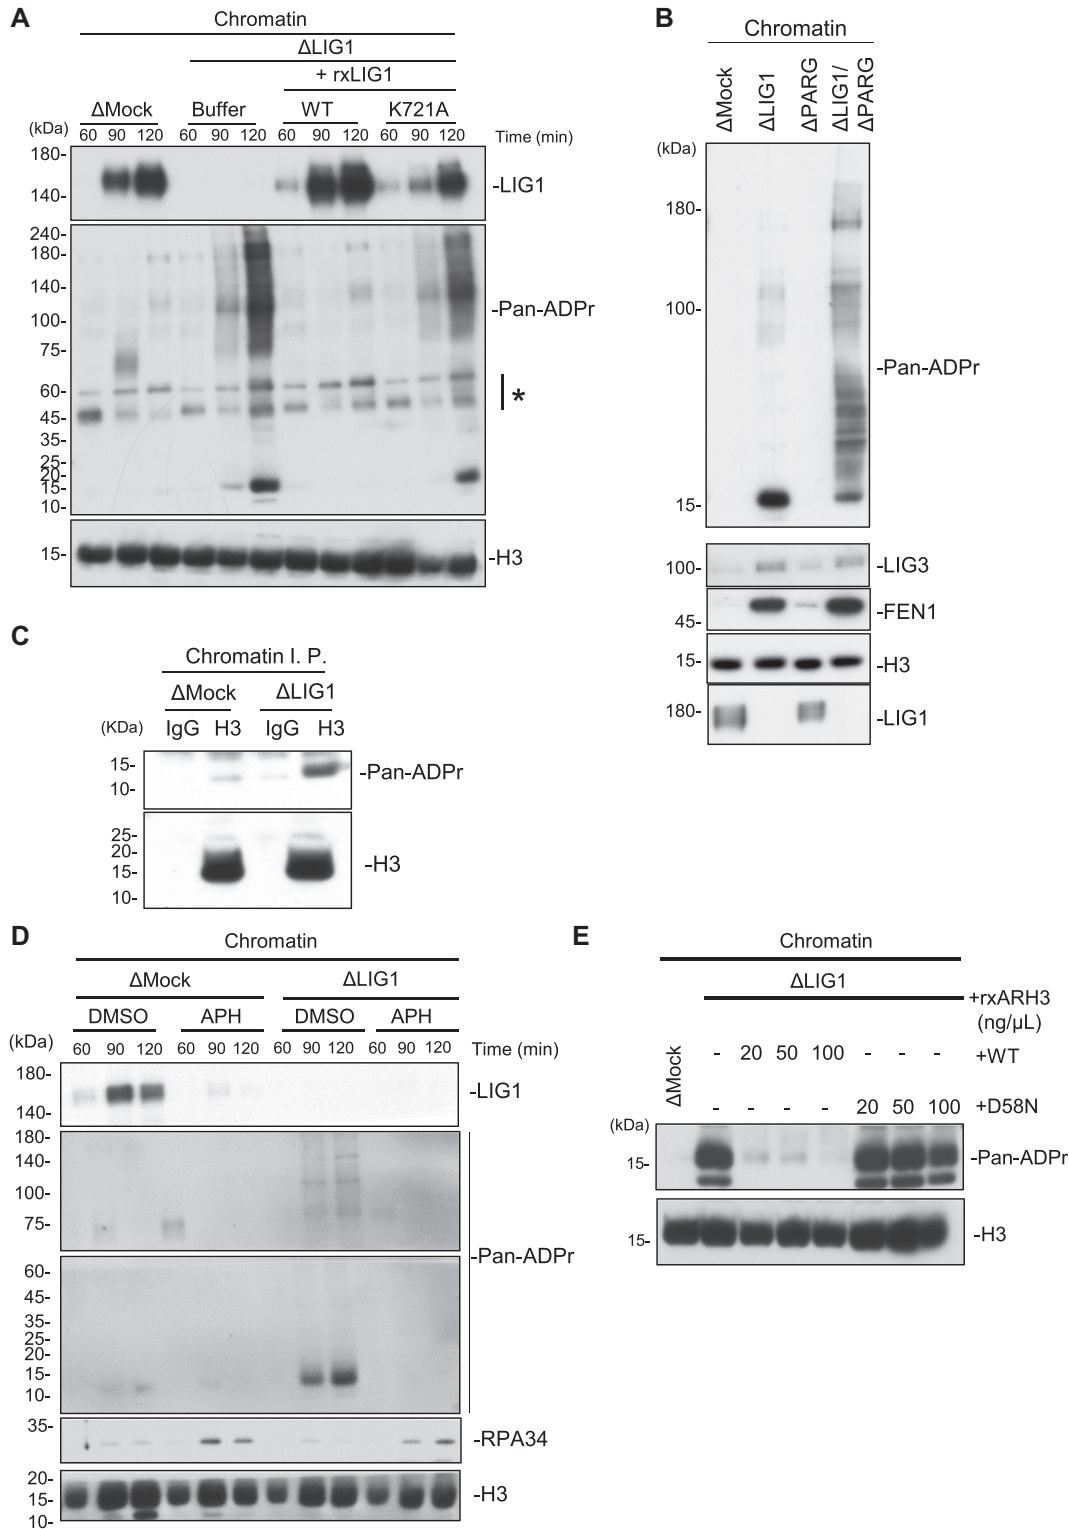 A
Chromatin
ΔLIG1
+ rxLIG1
ΔMock Buffer WT K721A
(kDa) 60 90 120 60 90 120 60 90 120 60 90 120 Time (min)
180-
140-
-LIG1
240-
180-
140-
100-
75-
60-
45-
35-
25-
20-
15-
10-
-Pan-ADPr
*
15-
-H3
B
Chromatin
ΔMock
ΔLIG1
ΔPARG
ΔLIG1/
ΔPARG
(kDa)
180-
100-
15-
-Pan-ADPr
100- -LIG3
45- -FEN1
15- -H3
180- -LIG1
C
Chromatin I. P.
ΔMock ΔLIG1
(KDa) IgG H3 IgG H3
15-
10-
-Pan-ADPr
25-
20-
15-
10-
-H3
D
Chromatin
ΔMock ΔLIG1
DMSO APH DMSO APH
(kDa) 60 90 120 60 90 120 60 90 120 60 90 120 Time (min)
180-
140-
-LIG1
180-
140-
100-
75-
60-
45-
35-
25-
20-
15-
10-
-Pan-ADPr
35-
-RPA34
20-
15-
10-
-H3
E
Chromatin
ΔLIG1
+rxARH3
(ng/µL)
ΔMock
- 20 50 100 - - - +WT
- - - - 20 50 100 +D58N
(kDa)
15- -Pan-ADPr
15- -H3